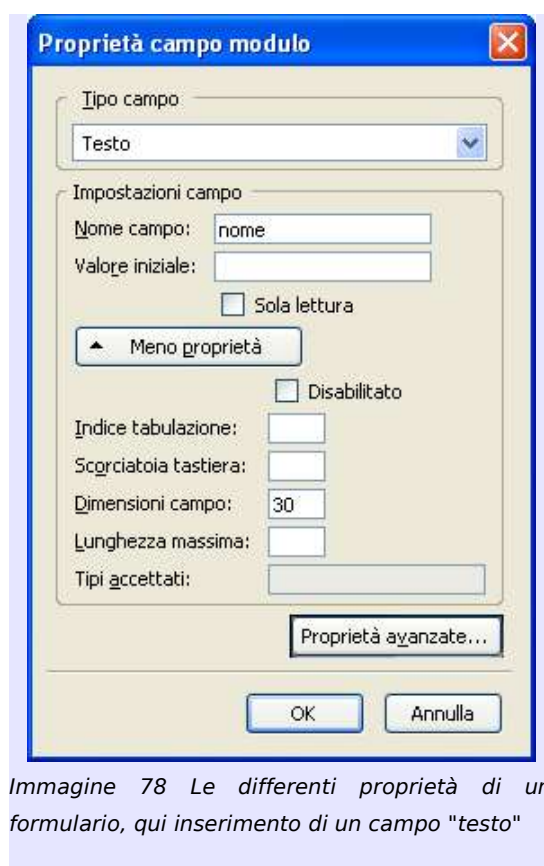 Proprietà campo modulo
Tipo campo
Testo
Impostazioni campo
Nome campo: nome
Valore iniziale:
Sola lettura
Meno proprietà
Disabilitato
Indice tabulazione:
Scorciatoia tastiera:
Dimensioni campo: 30
Lunghezza massima:
Tipi accettati:
Proprietà avanzate...
OK Annulla
Immagine 78 Le differenti proprietà di un
formulario, qui inserimento di un campo "testo"